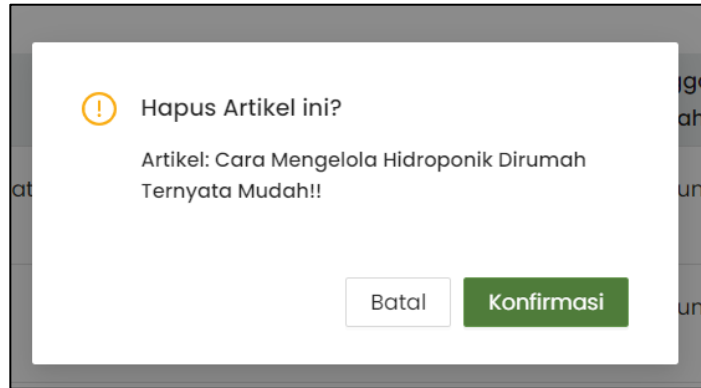 Hapus Artikel ini?
Artikel: Cara Mengelola Hidroponik Dirumah
Ternyata Mudah!!
Batal
Konfirmasi